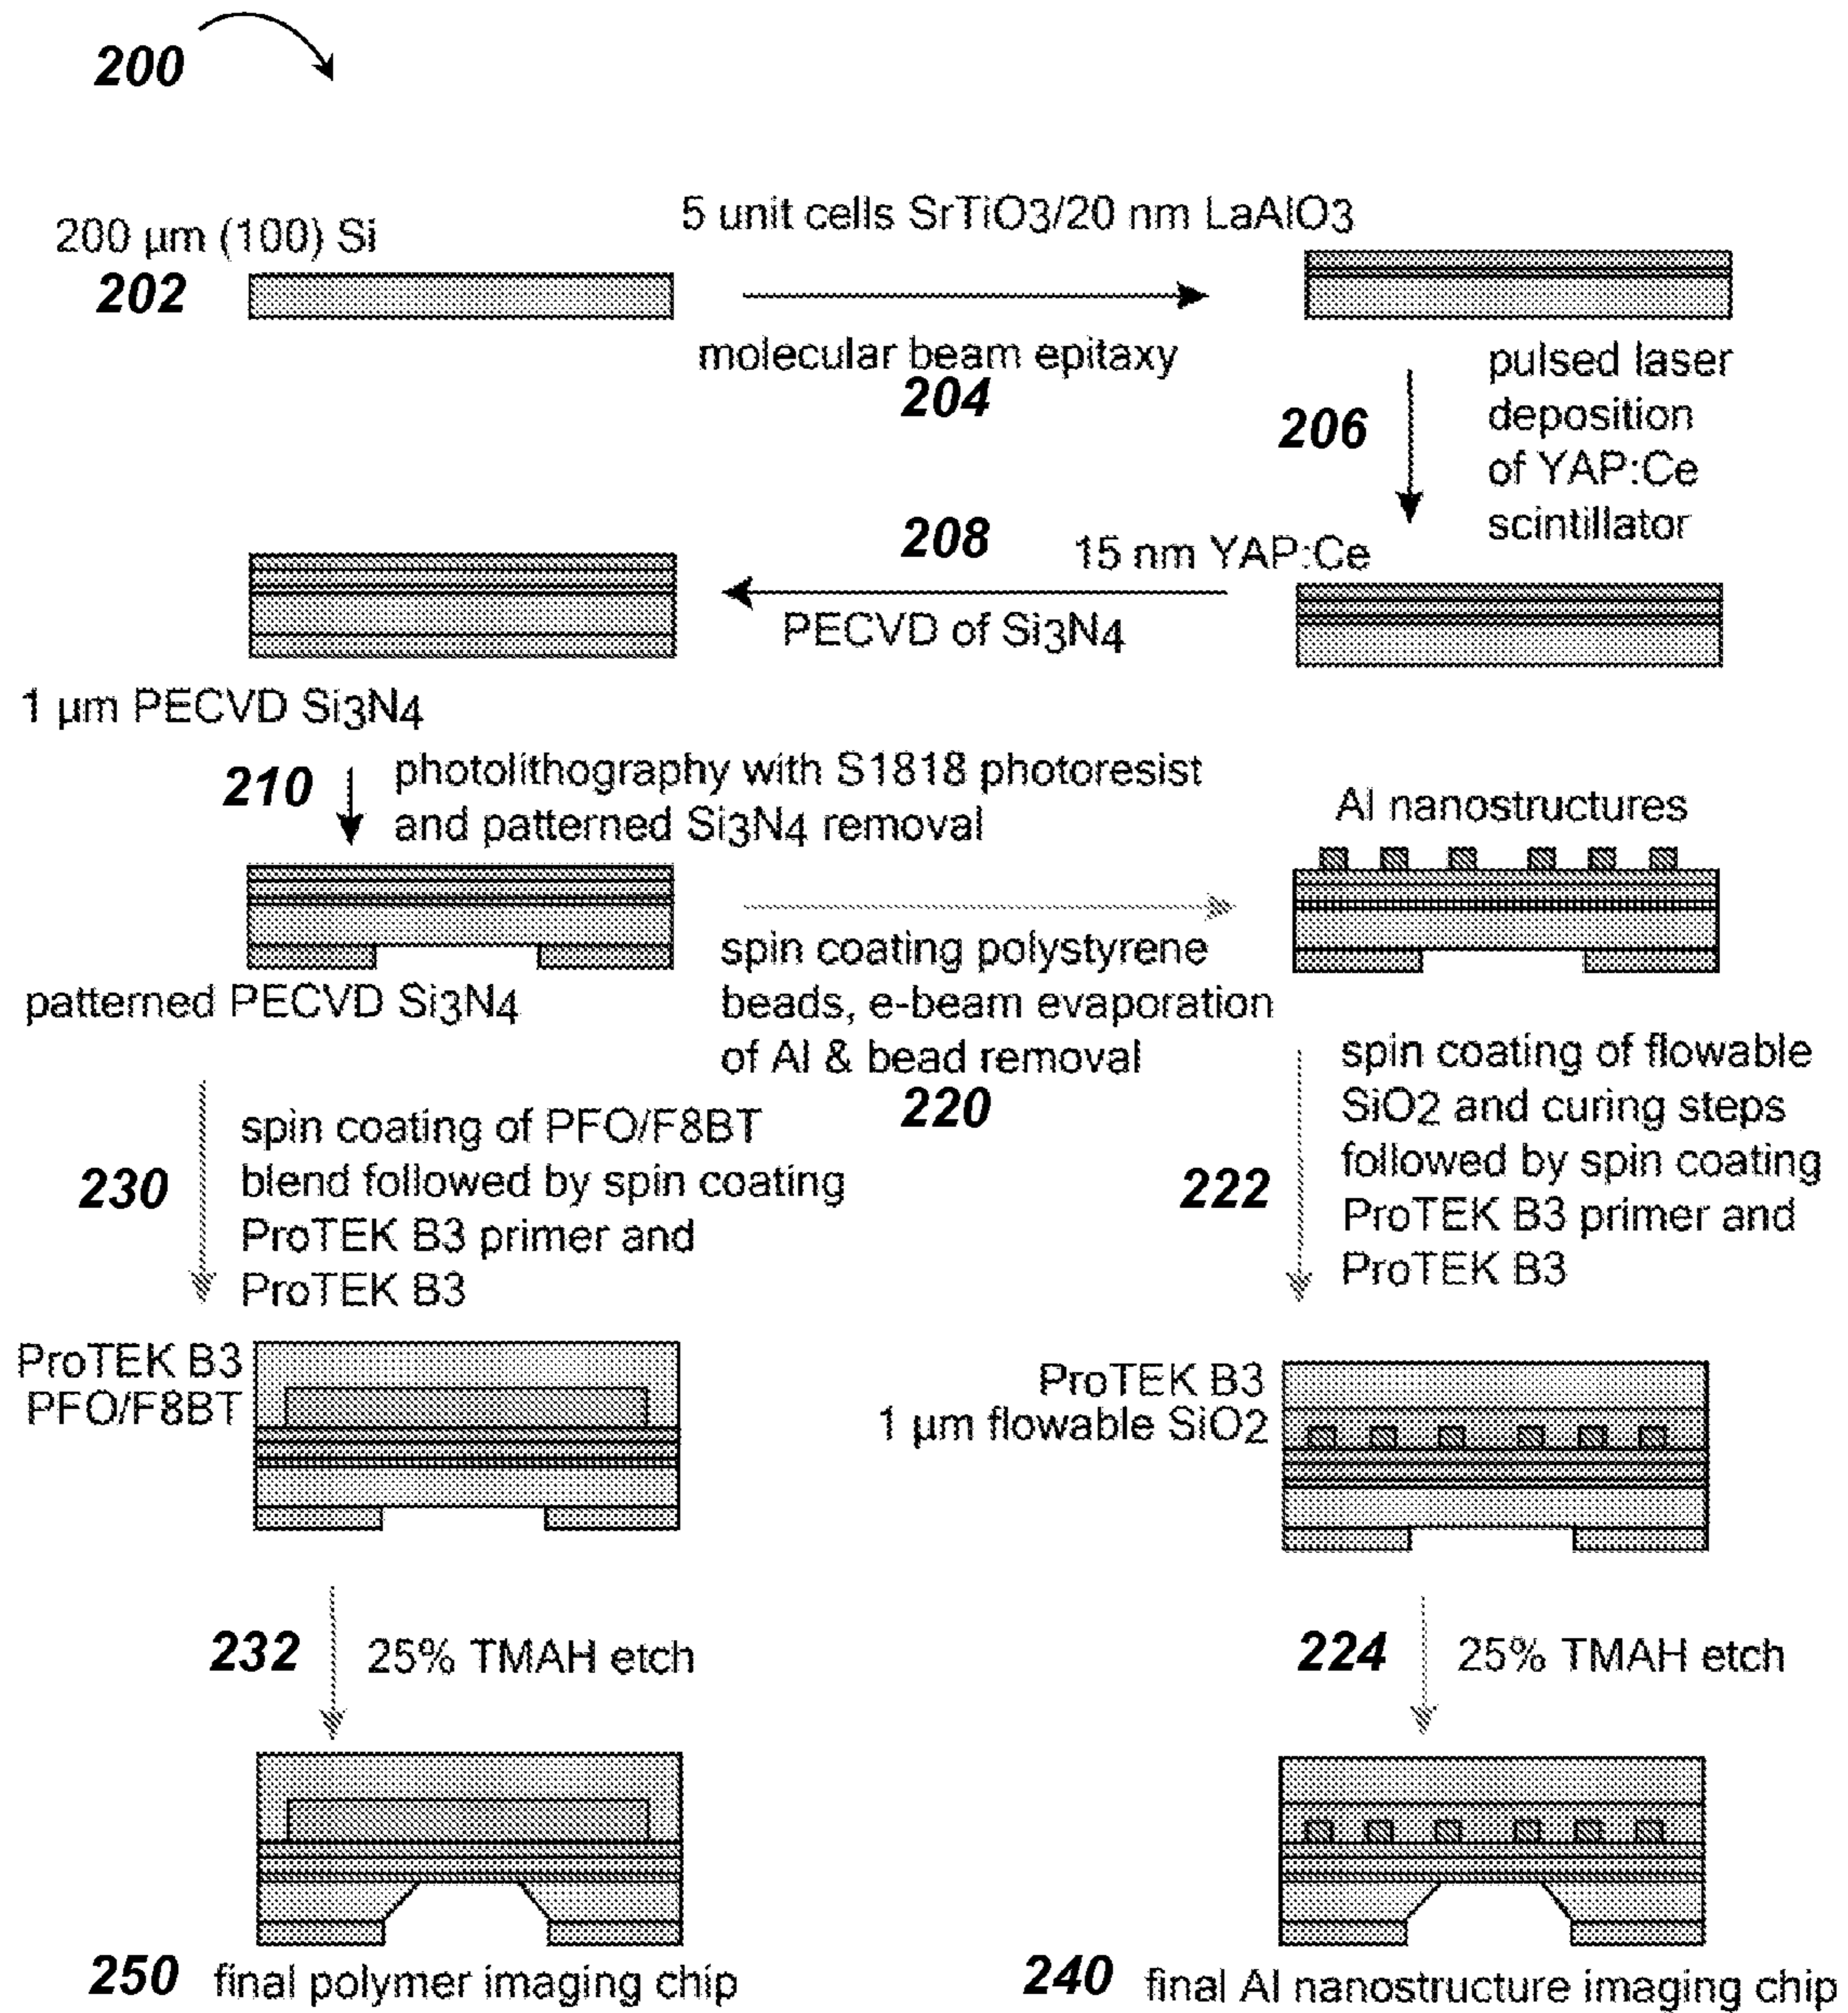 200
200 µm (100) Si
202
5 unit cells SrTiO3/20 nm LaAlO3
molecular beam epitaxy
204
206
pulsed laser
deposition
of YAP:Ce
scintillator
208
15 nm YAP:Ce
PECVD of Si3N4
1 µm PECVD Si3N4
210
photolithography with S1818 photoresist
and patterned Si3N4 removal
Al nanostructures
patterned PECVD Si3N4
spin coating polystyrene
beads, e-beam evaporation
of Al & bead removal
220
230
spin coating of PFO/F8BT
blend followed by spin coating
ProTEK B3 primer and
ProTEK B3
222
spin coating of flowable
SiO2 and curing steps
followed by spin coating
ProTEK B3 primer and
ProTEK B3
ProTEK B3
PFO/F8BT
ProTEK B3
1 µm flowable SiO2
232
25% TMAH etch
224
25% TMAH etch
250 final polymer imaging chip
240 final Al nanostructure imaging chip